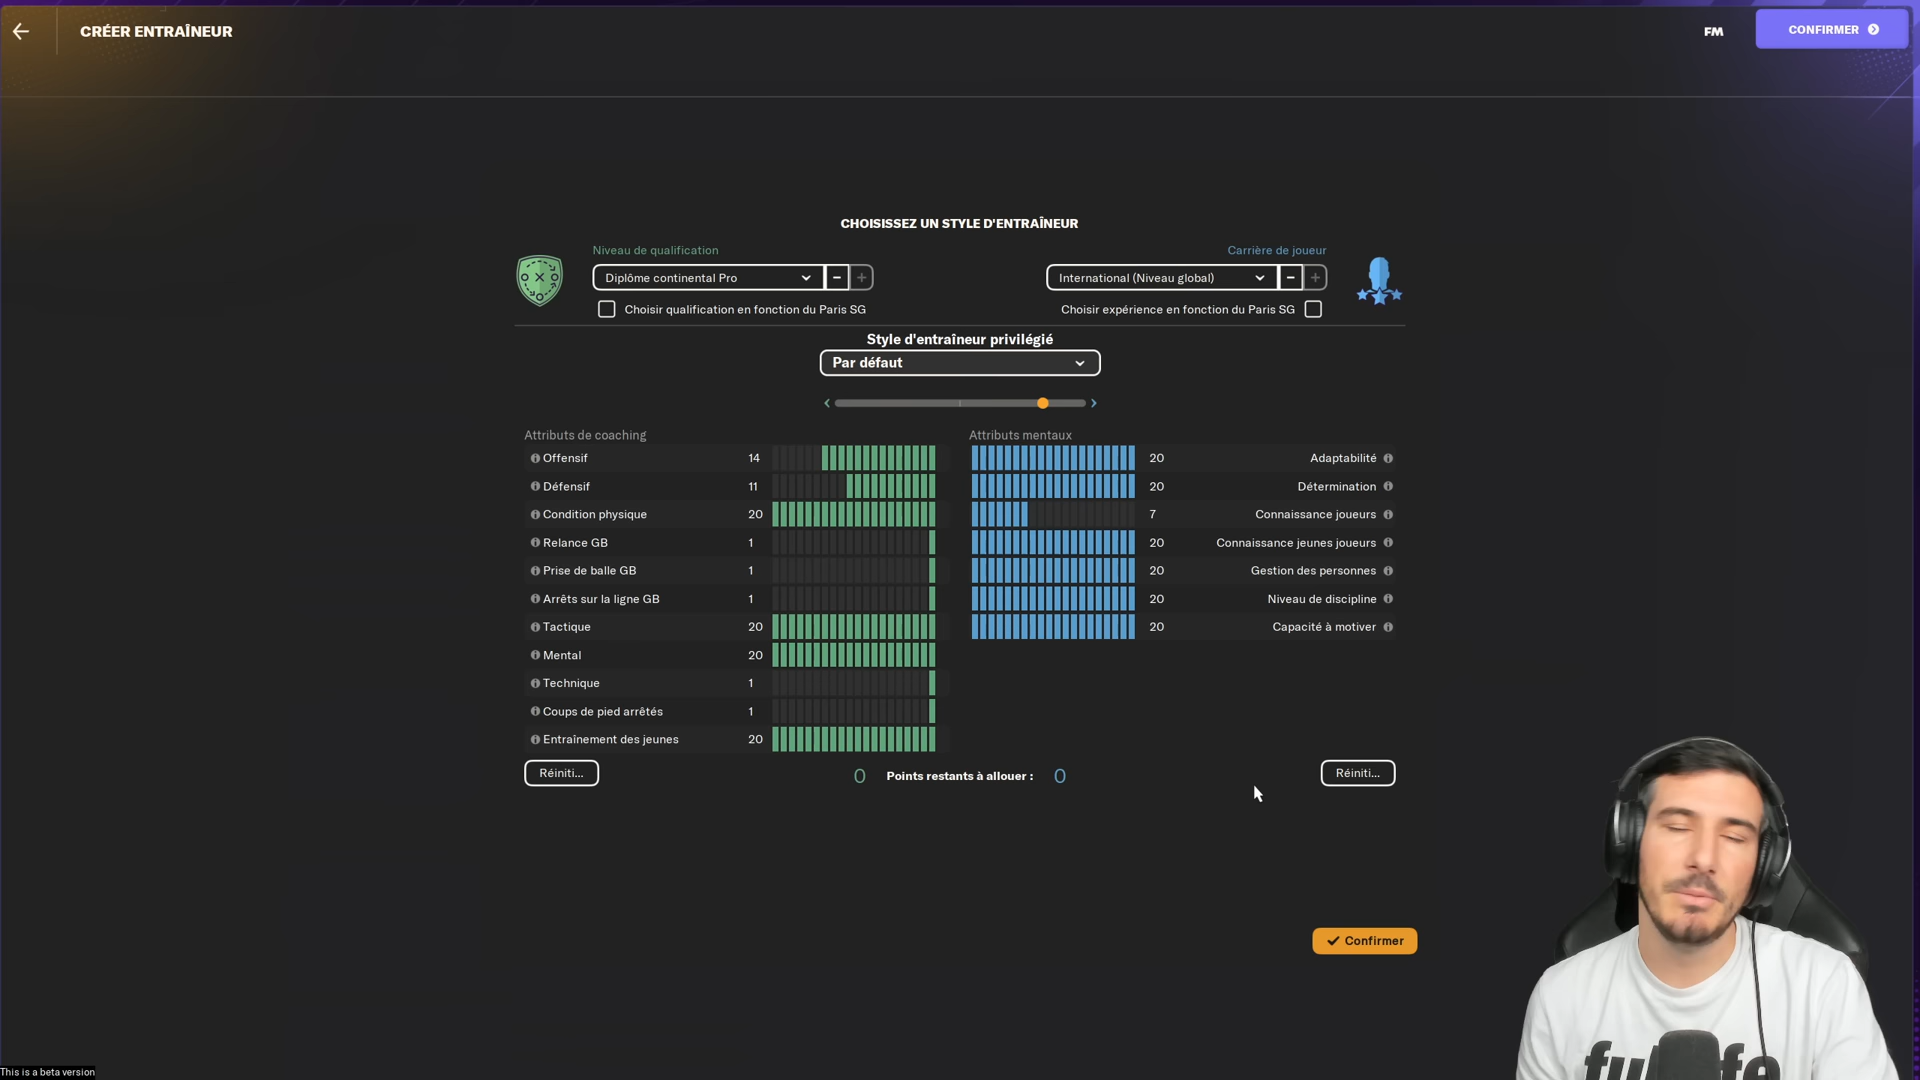 CRÉER ENTRAÎNEUR
FM
CONFIRMER
CHOISISSEZ UN STYLE D'ENTRAÎNEUR
Niveau de qualification
Carrière de joueur
Diplôme continental Pro
International (Niveau global)
Choisir qualification en fonction du Paris SG
Choisir expérience en fonction du Paris SG
Style d'entraîneur privilégié
Par défaut
Attributs de coaching
Attributs mentaux
Offensif 14
20 Adaptabilité
Défensif 11
20 Détermination
Condition physique 20
7 Connaissance joueurs
Relance GB 1
20 Connaissance jeunes joueurs
Prise de balle GB 1
20 Gestion des personnes
Arrêts sur la ligne GB 1
20 Niveau de discipline
Tactique 20
20 Capacité à motiver
Mental 20
Technique 1
Coups de pied arrêtés 1
Entraînement des jeunes 20
Réiniti...
0 Points restants à allouer : 0
Réiniti...
Confirmer
This is a beta version